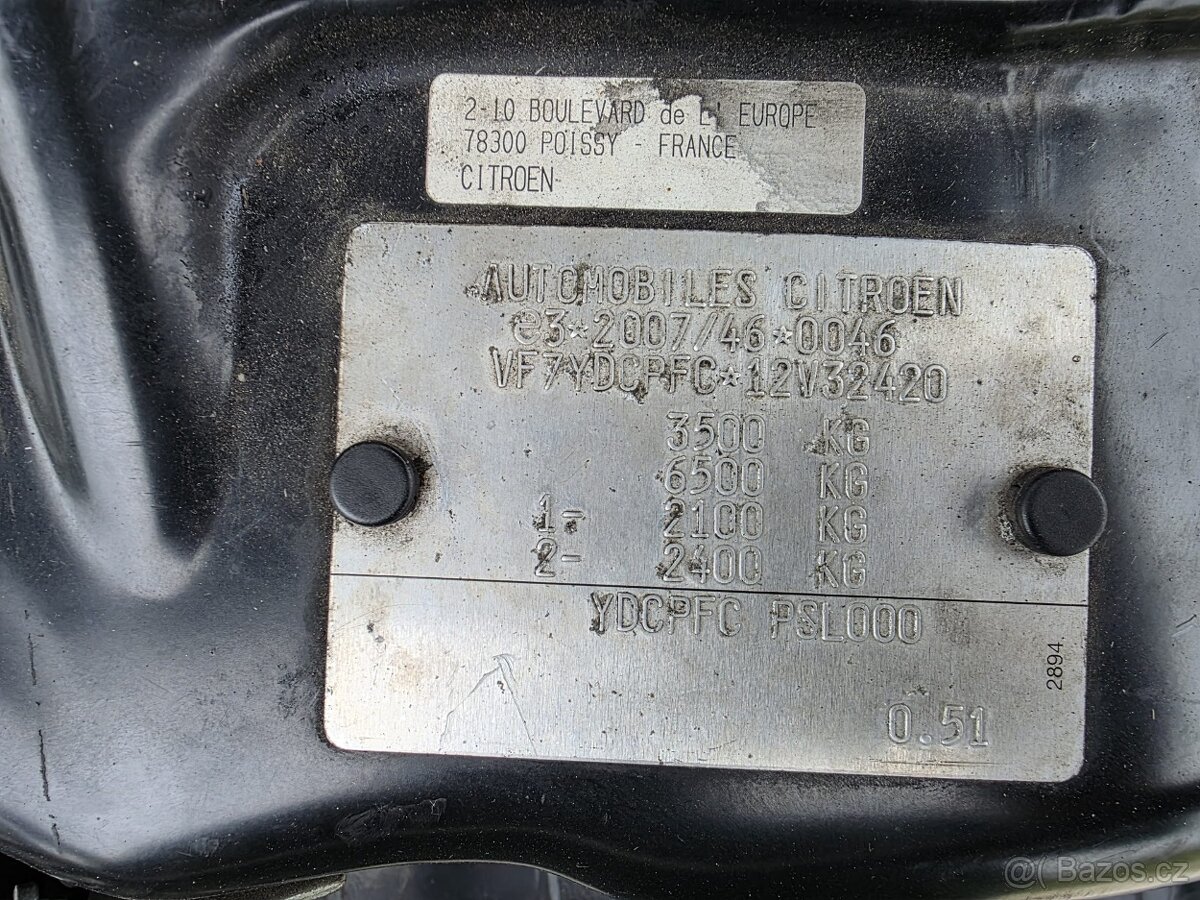 2-10 BOULEVARD de L' EUROPE
78300 POISSY - FRANCE
CITROEN
AUTOMOBILES CITROEN
e3*2007/46*0046
VF7YDCPFC*12V32420
3500 KG
6500 KG
1- 2100 KG
2- 2400 KG
YDCPFC PSL000
2894
0.51
@( Bazoš.cz